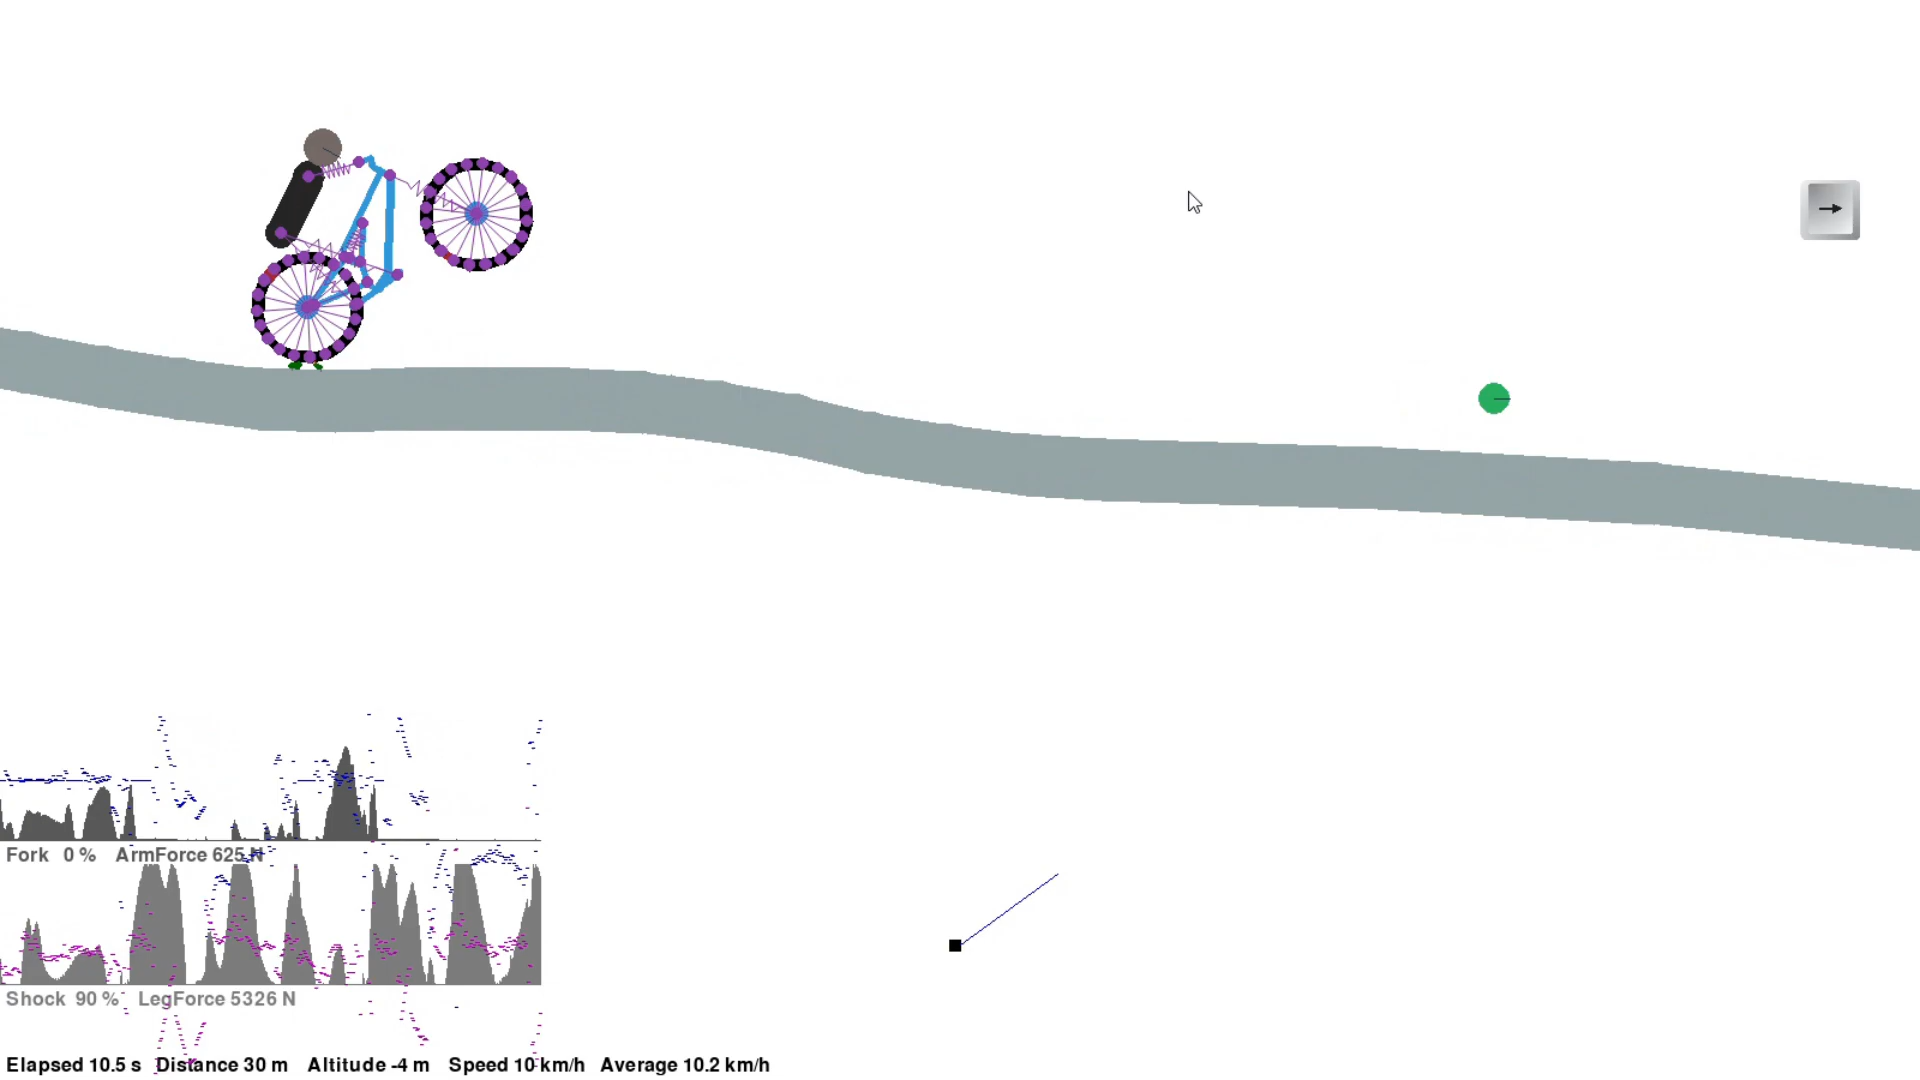 Fork 0 % ArmForce 625 N
Shock 90 % LegForce 5326 N
Elapsed 10.5 s Distance 30 m Altitude -4 m Speed 10 km/h Average 10.2 km/h